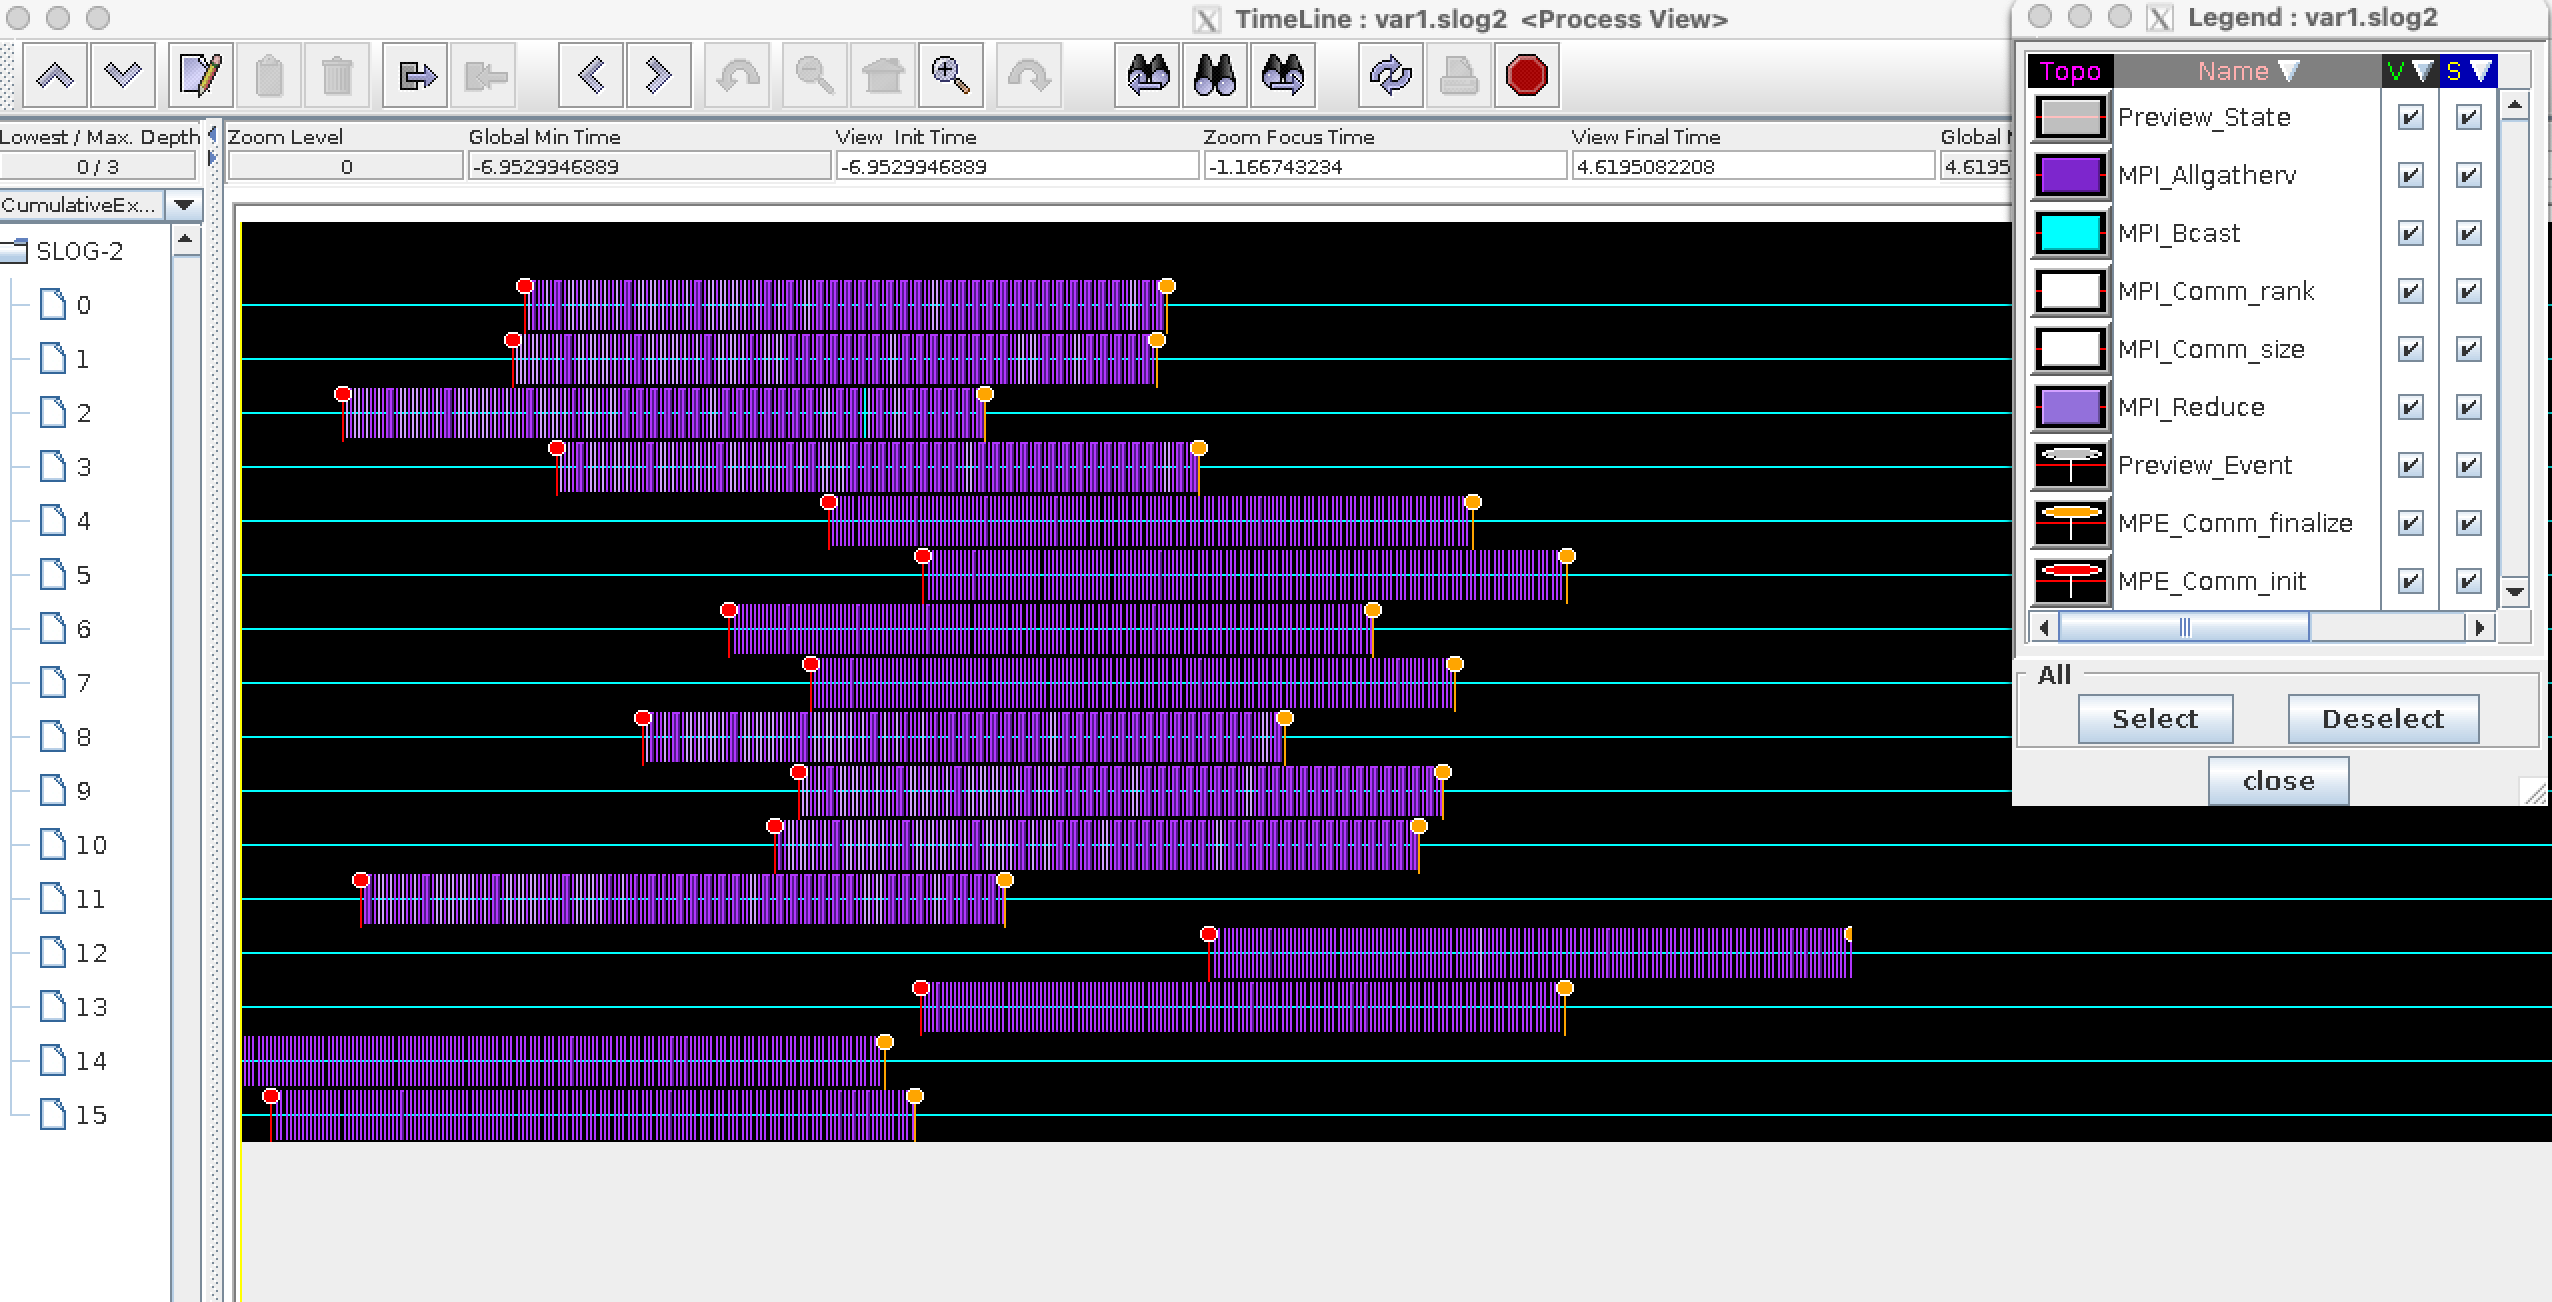 TimeLine : var1.slog2 <Process View>
Legend : var1.slog2
Topo Name V S
Preview_State
MPI_Allgatherv
MPI_Bcast
MPI_Comm_rank
MPI_Comm_size
MPI_Reduce
Preview_Event
MPE_Comm_finalize
MPE_Comm_init
All
Select Deselect
close
Lowest / Max. Depth Zoom Level Global Min Time View Init Time Zoom Focus Time View Final Time Global
0 / 3 0 -6.9529946889 -6.9529946889 -1.166743234 4.6195082208 4.6195
CumulativeEx...
SLOG-2
0
1
2
3
4
5
6
7
8
9
10
11
12
13
14
15